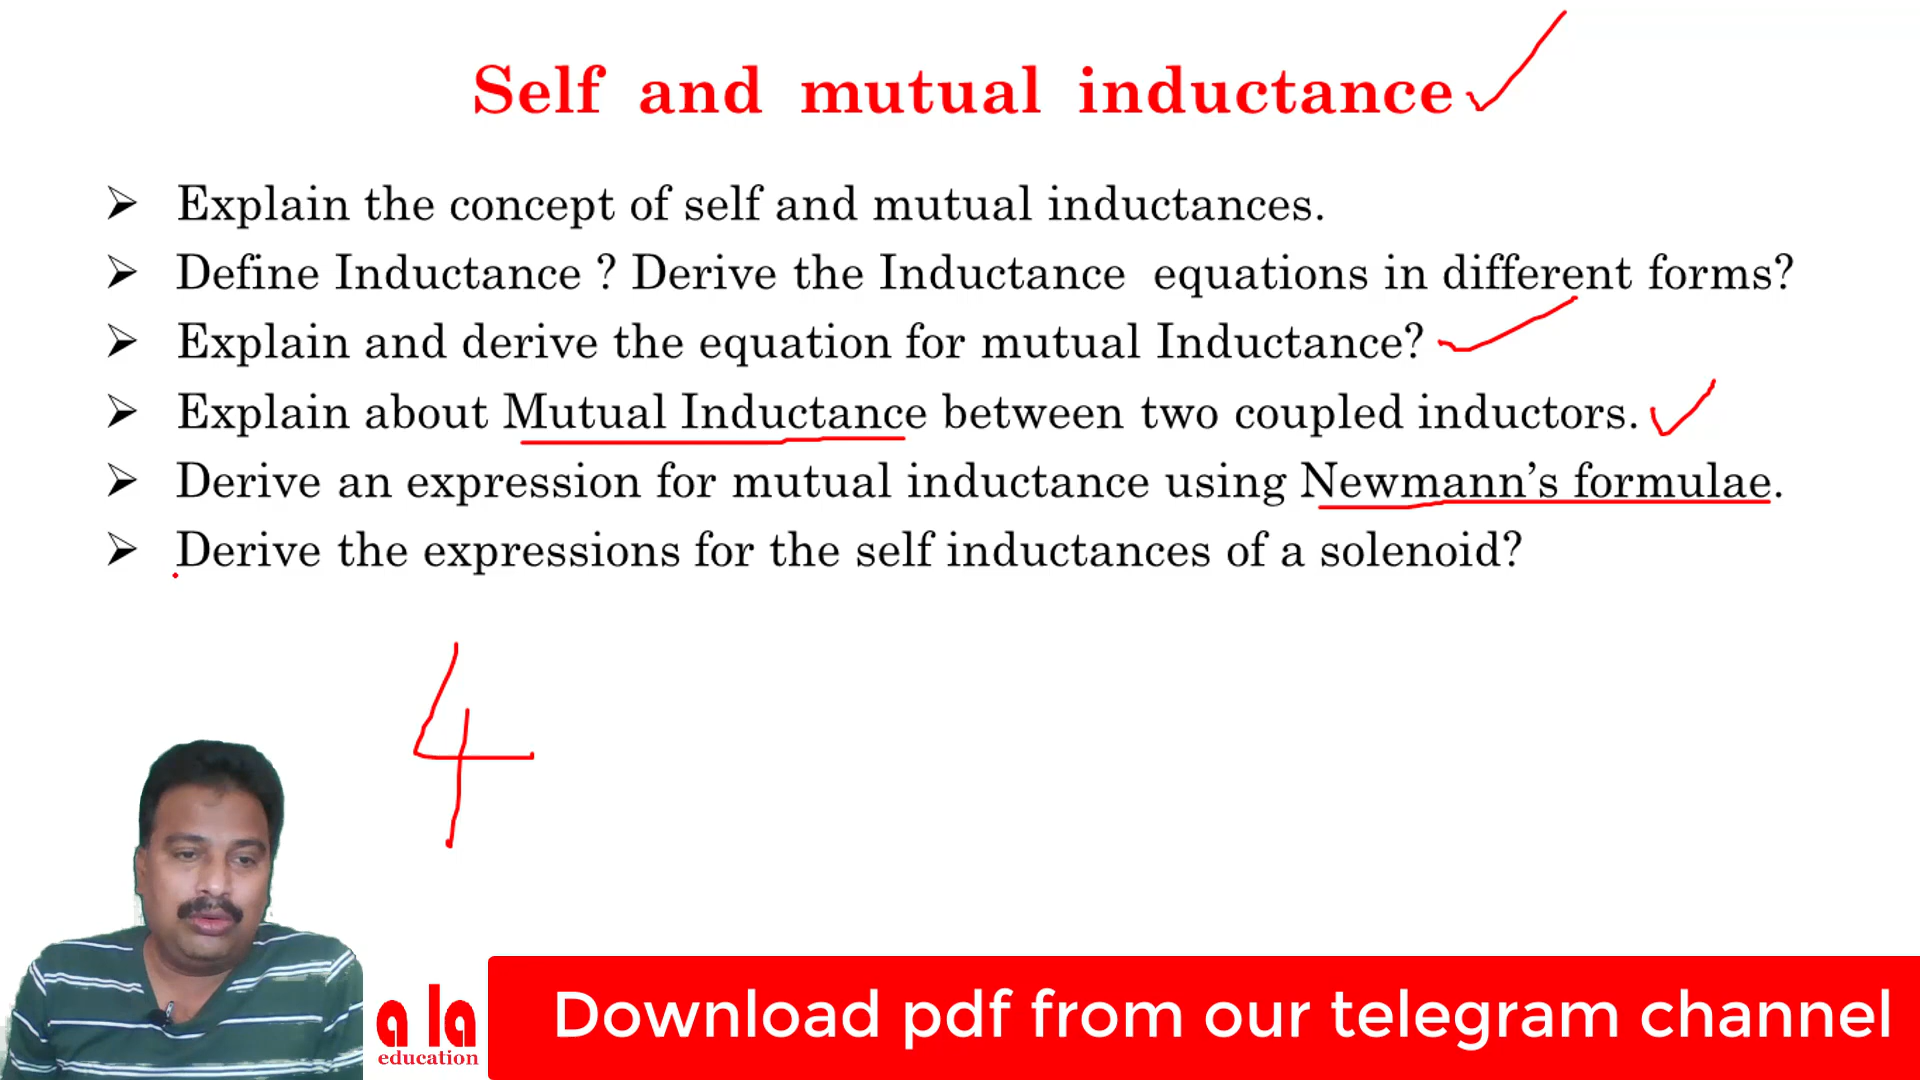 Self and mutual inductance
➢ Explain the concept of self and mutual inductances.
➢ Define Inductance ? Derive the Inductance equations in different forms?
➢ Explain and derive the equation for mutual Inductance?
➢ Explain about Mutual Inductance between two coupled inductors.
➢ Derive an expression for mutual inductance using Newmann’s formulae.
➢ Derive the expressions for the self inductances of a solenoid?
4
a la
education
Download pdf from our telegram channel